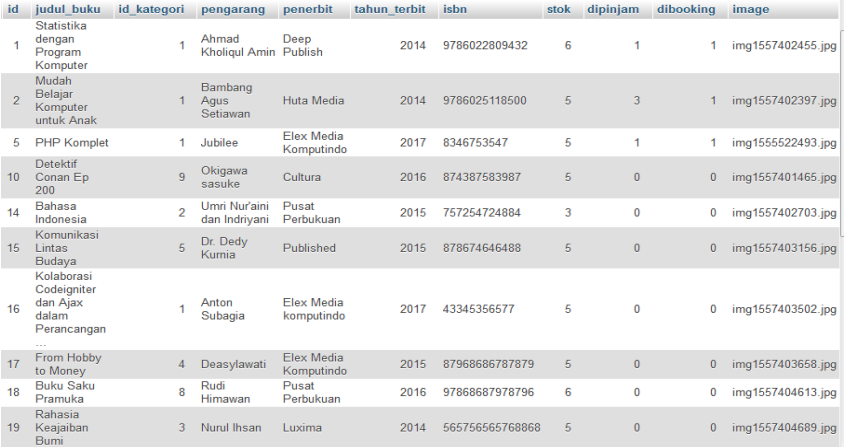 id judul_buku id_kategori pengarang penerbit tahun_terbit isbn stok dipinjam dibooking image
1 Statistika dengan Program Komputer 1 Ahmad Kholiqul Amin Deep Publish 2014 9786022809432 6 1 1 img1557402455.jpg
2 Mudah Belajar Komputer untuk Anak 1 Bambang Agus Setiawan Huta Media 2014 9786025118500 5 3 1 img1557402397.jpg
5 PHP Komplet 1 Jubilee Elex Media Komputindo 2017 8346753547 5 1 1 img1555522493.jpg
10 Detektif Conan Ep 200 9 Okigawa sasuke Cultura 2016 874387583987 5 0 0 img1557401465.jpg
14 Bahasa Indonesia 2 Umri Nur'aini dan Indriyani Pusat Perbukuan 2015 757254724884 3 0 0 img1557402703.jpg
15 Komunikasi Lintas Budaya 5 Dr. Dedy Kurnia Published 2015 878674646488 5 0 0 img1557403156.jpg
16 Kolaborasi Codeigniter dan Ajax dalam Perancangan ... 1 Anton Subagia Elex Media komputindo 2017 43345356577 5 0 0 img1557403502.jpg
17 From Hobby to Money 4 Deasylawati Elex Media Komputindo 2015 87968686787879 5 0 0 img1557403658.jpg
18 Buku Saku Pramuka 8 Rudi Himawan Pusat Perbukuan 2016 97868687978796 6 0 0 img1557404613.jpg
19 Rahasia Keajaiban Bumi 3 Nurul Ihsan Luxima 2014 565756565768868 5 0 0 img1557404689.jpg